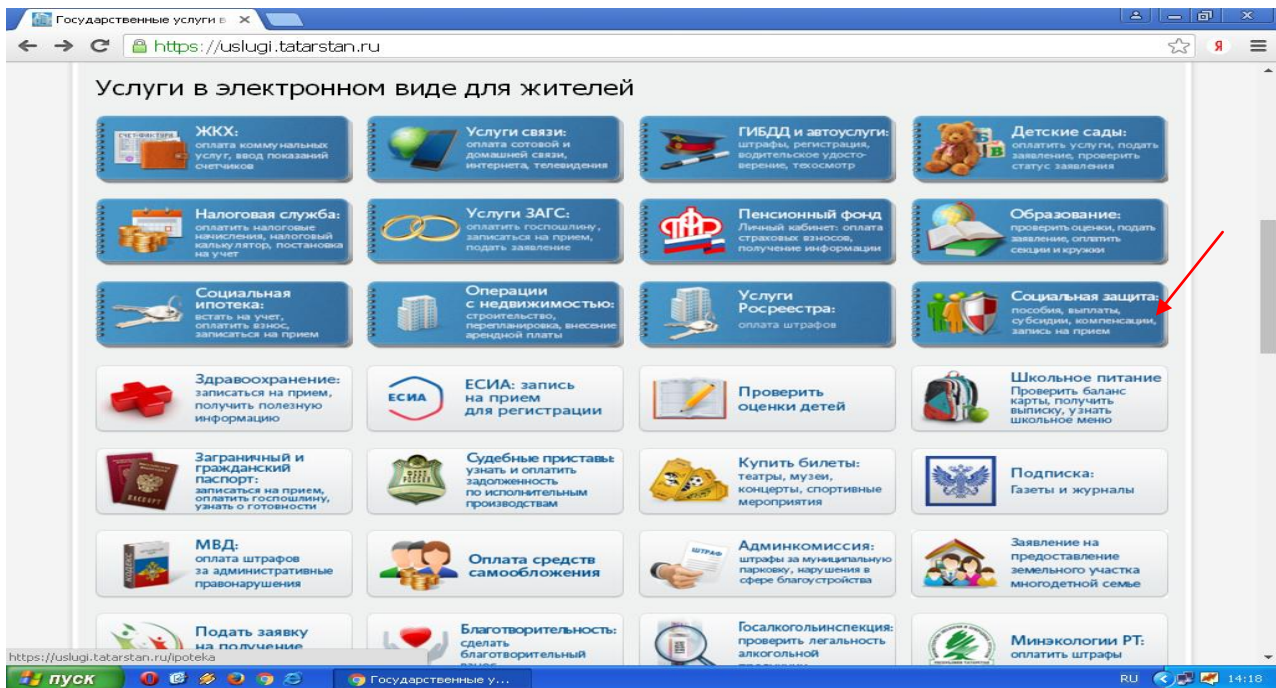 Государственные услуги в
https://uslugi.tatarstan.ru
Я
Услуги в электронном виде для жителей
СЧЕТ-ФАКТУРА
ЖКХ:
оплата коммунальных
услуг, ввод показаний
счетчиков
Услуги связи:
оплата сотовой и
домашней связи,
интернета, телевидения
ГИБДД и автоуслуги:
штрафы, регистрация,
водительское удосто-
верение, техосмотр
Детские сады:
оплатить услуги, подать
заявление, проверить
статус заявления
Налоговая служба:
оплатить налоговые
начисления, налоговый
калькулятор, постановка
на учет
Услуги ЗАГС:
оплатить госпошлину,
записаться на прием,
подать заявление
Пенсионный фонд
Личный кабинет: оплата
страховых взносов,
получение информации
Образование:
проверить оценки, подать
заявление, оплатить
секции и кружки
Социальная
ипотека:
встать на учет,
оплатить взнос,
записаться на прием
Операции
с недвижимостью:
строительство,
перепланировка, внесение
арендной платы
Услуги
Росреестра:
оплата штрафов
Социальная защита:
пособия, выплаты,
субсидии, компенсации,
запись на прием
Здравоохранение:
записаться на прием,
получить полезную
информацию
ЕСИА
ЕСИА: запись
на прием
для регистрации
Проверить
оценки детей
Школьное питание
Проверить баланс
карты, получить
выписку, узнать
школьное меню
ПАСПОРТ
Заграничный и
гражданский
паспорт:
записаться на прием,
оплатить госпошлину,
узнать о готовности
Судебные приставы:
узнать и оплатить
задолженность
по исполнительным
производствам
Купить билеты:
театры, музеи,
концерты, спортивные
мероприятия
Подписка:
Газеты и журналы
КОДЕКС
МВД:
оплата штрафов
за административные
правонарушения
Оплата средств
самообложения
ШТРАФ
Админкомиссия:
штрафы за муниципальную
парковку, нарушения в
сфере благоустройства
Заявление на
предоставление
земельного участка
многодетной семье
Подать заявку
на получение
Благотворительность:
сделать
благотворительный
взнос
Госалкогольинспекция:
проверить легальность
алкогольной
продукции
Минэкологии РТ:
оплатить штрафы
https://uslugi.tatarstan.ru/ipoteka
пуск
Государственные у...
RU
14:18